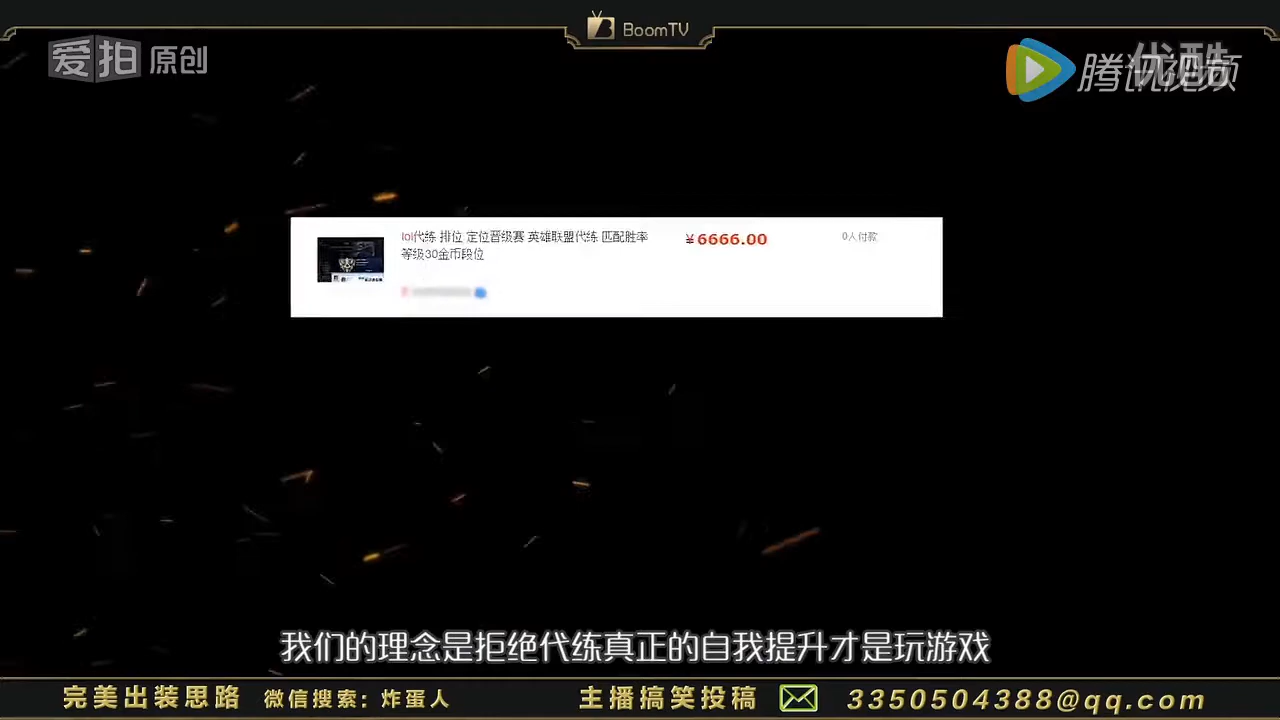 BoomTV
爱拍 原创
腾讯视频
优酷
lol代练 排位 定位晋级赛 英雄联盟代练 匹配胜率
等级30金币段位
¥6666.00
0人付款
我们的理念是拒绝代练真正的自我提升才是玩游戏
完美出装思路 微信搜索：炸蛋人 主播搞笑投稿 3350504388@qq.com